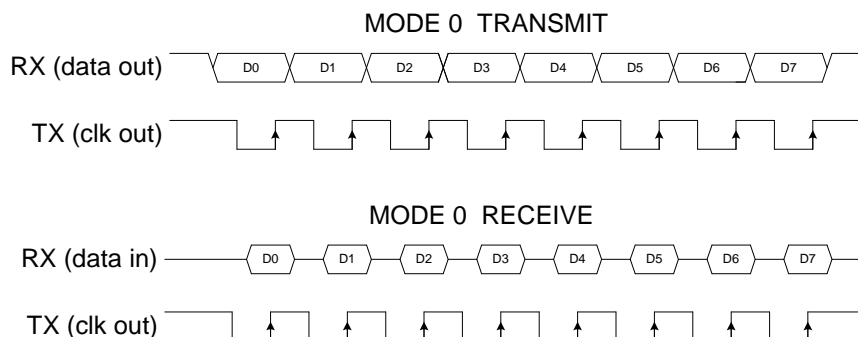 MODE 0 TRANSMIT
RX (data out) D0 D1 D2 D3 D4 D5 D6 D7
TX (clk out)
MODE 0 RECEIVE
RX (data in) D0 D1 D2 D3 D4 D5 D6 D7
TX (clk out)